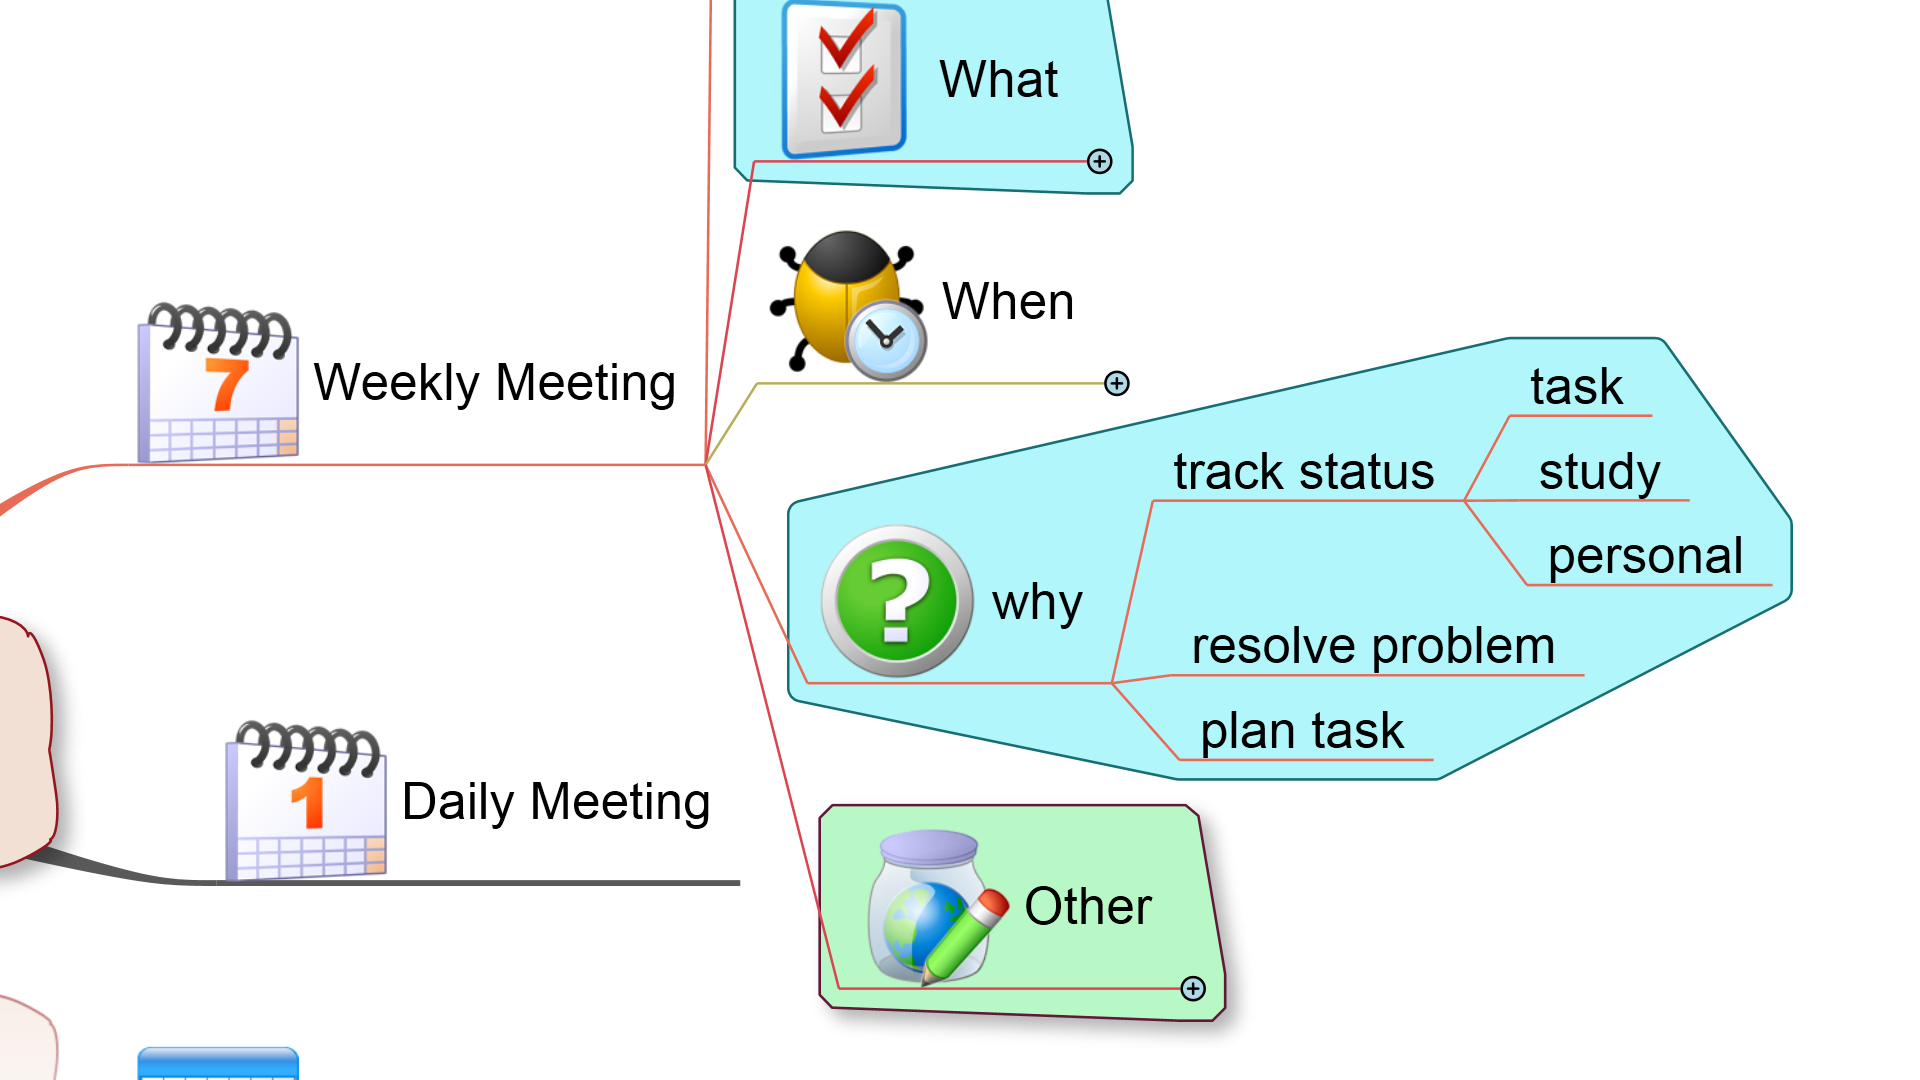 What
When
7
Weekly Meeting
task
track status
study
personal
why
resolve problem
plan task
1
Daily Meeting
Other